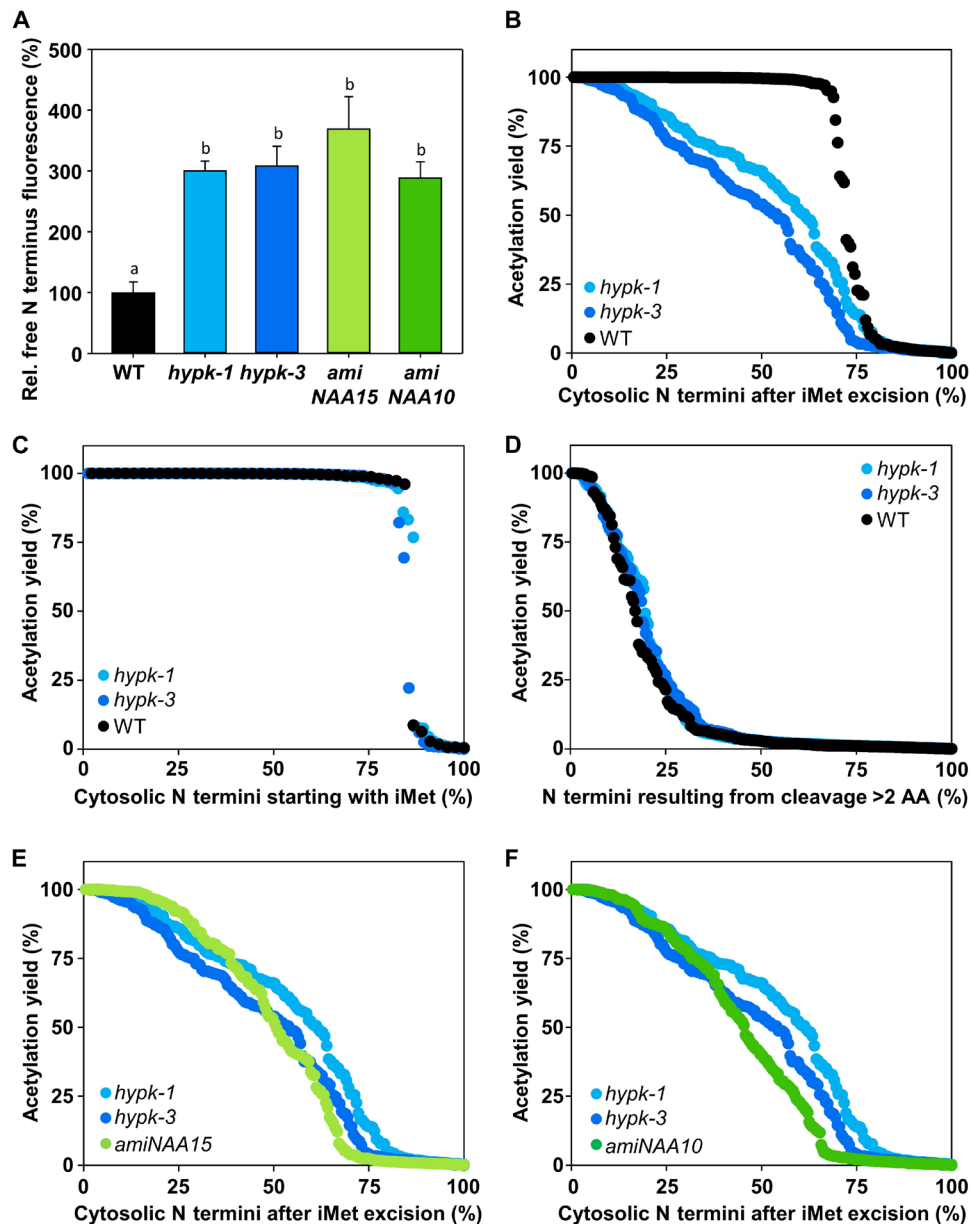 A
Rel. free N terminus fluorescence (%)
500
400
300
200
100
0
a
b
b
b
b
WT
hypk-1
hypk-3
ami
NAA15
ami
NAA10
B
Acetylation yield (%)
100
75
50
25
0
hypk-1
hypk-3
WT
0
25
50
75
100
Cytosolic N termini after iMet excision (%)
C
Acetylation yield (%)
100
75
50
25
0
hypk-1
hypk-3
WT
0
25
50
75
100
Cytosolic N termini starting with iMet (%)
D
Acetylation yield (%)
100
75
50
25
0
hypk-1
hypk-3
WT
0
25
50
75
100
N termini resulting from cleavage >2 AA (%)
E
Acetylation yield (%)
100
75
50
25
0
hypk-1
hypk-3
amiNAA15
0
25
50
75
100
Cytosolic N termini after iMet excision (%)
F
Acetylation yield (%)
100
75
50
25
0
hypk-1
hypk-3
amiNAA10
0
25
50
75
100
Cytosolic N termini after iMet excision (%)